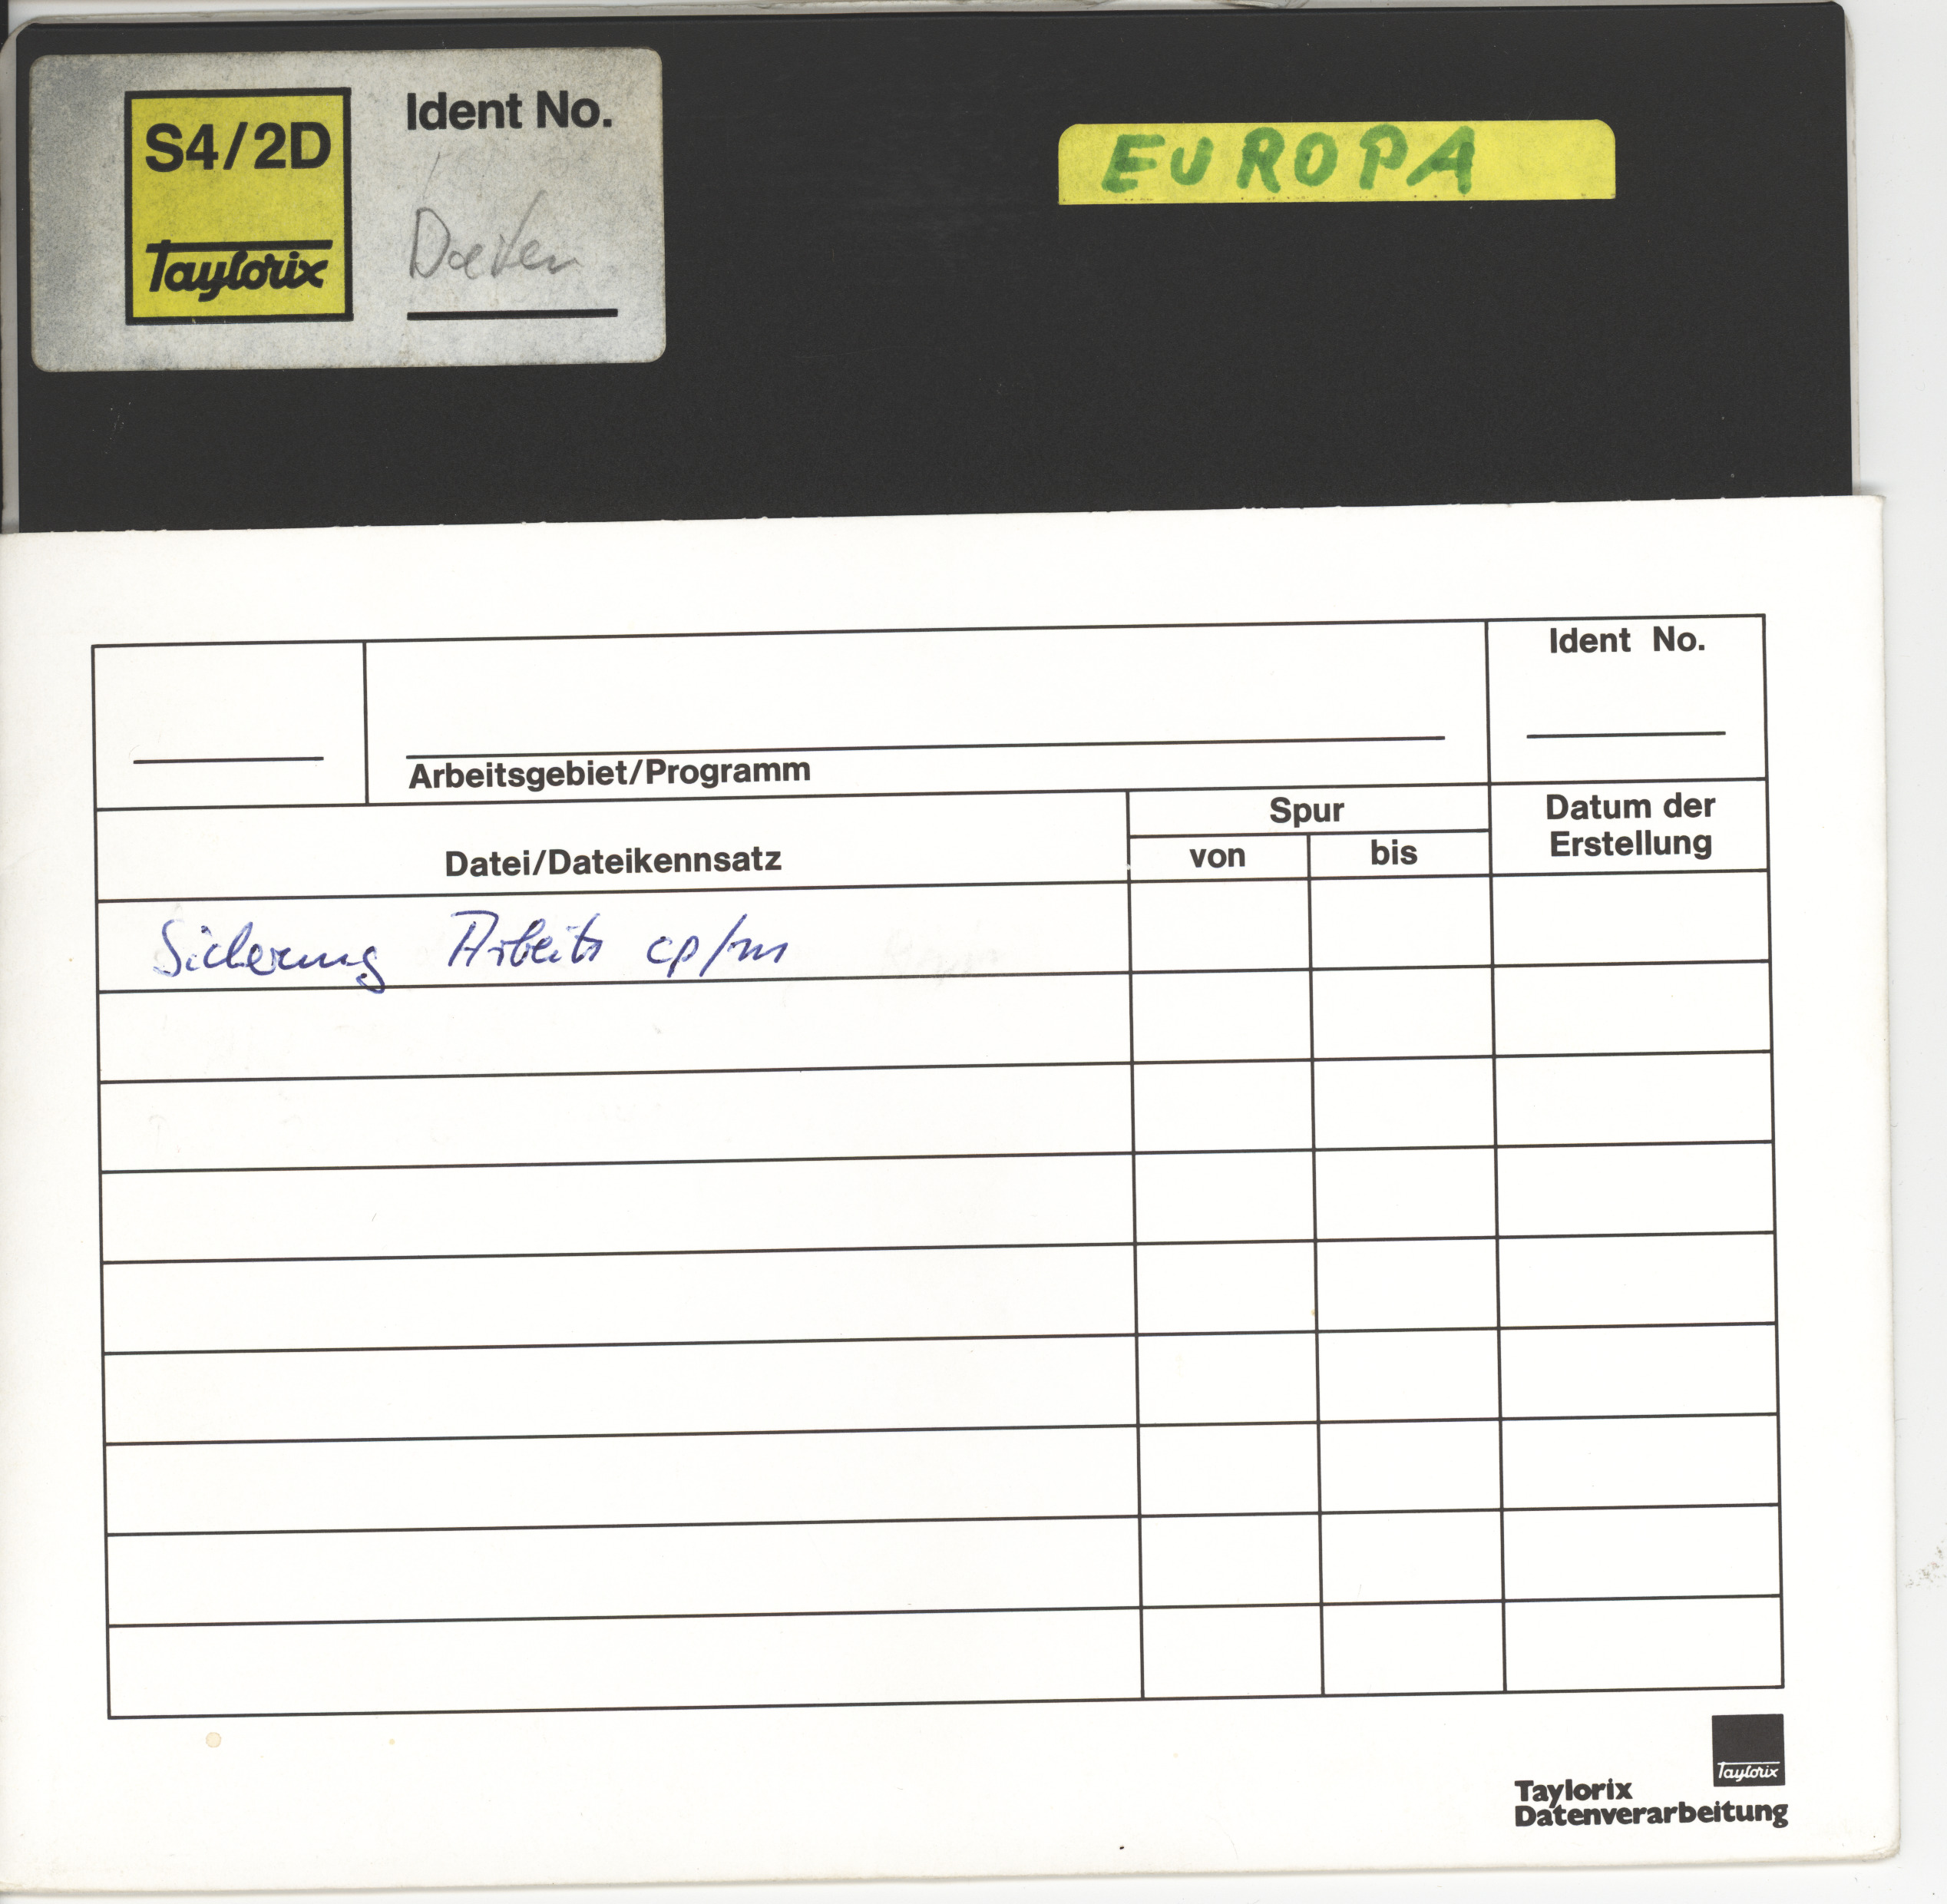 S4/2D
Taylorix
Ident No.
Daten
EUROPA
Ident No.
Arbeitsgebiet/Programm
Datei/Dateikennsatz
Spur
von bis
Datum der
Erstellung
Sicherung Arbeits cp/m
Taylorix
Taylorix
Datenverarbeitung